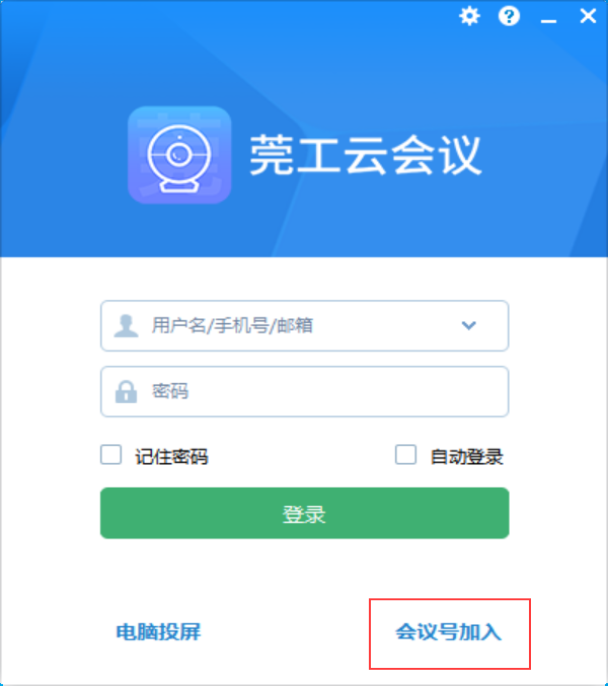 莞工云会议
用户名/手机号/邮箱
密码
记住密码 自动登录
登录
电脑投屏 会议号加入